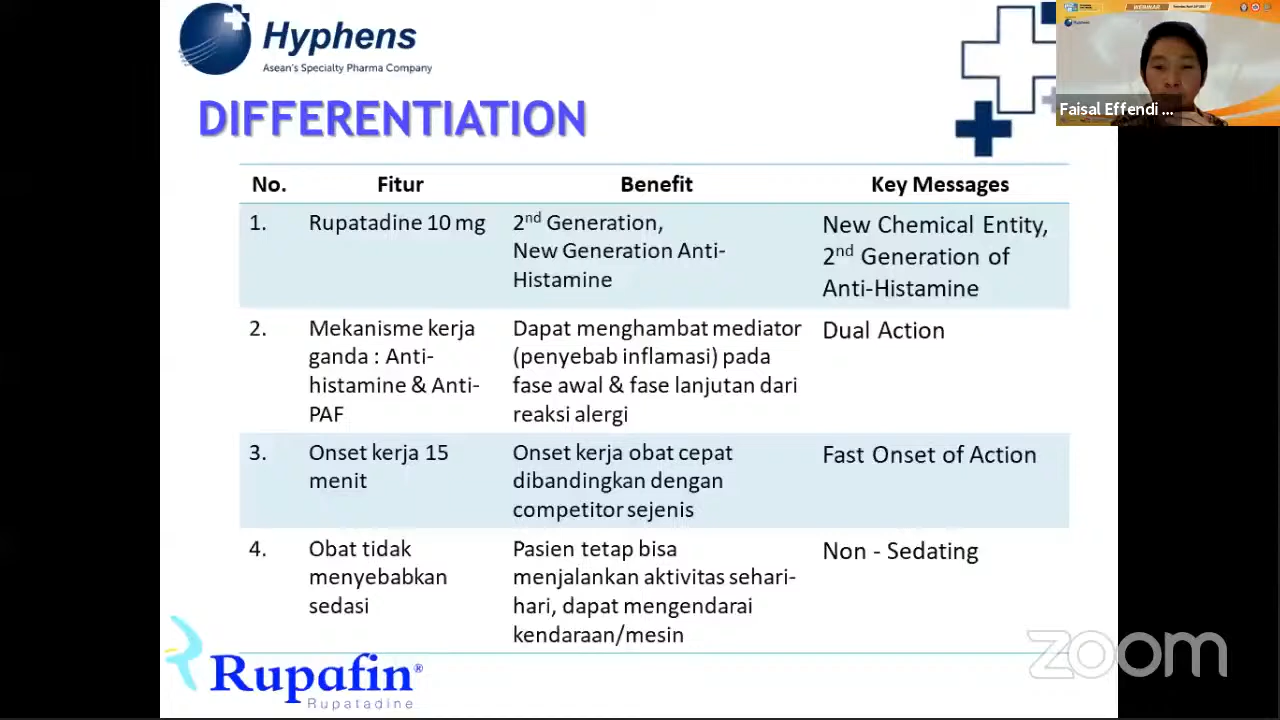 Hyphens
Asean's Specialty Pharma Company
WEBINAR
Hyphens
Faisal Effendi ...
DIFFERENTIATION
No. Fitur Benefit Key Messages
1. Rupatadine 10 mg 2nd Generation, New Chemical Entity,
New Generation Anti- 2nd Generation of
Histamine Anti-Histamine
2. Mekanisme kerja Dapat menghambat mediator Dual Action
ganda : Anti- (penyebab inflamasi) pada
histamine & Anti- fase awal & fase lanjutan dari
PAF reaksi alergi
3. Onset kerja 15 Onset kerja obat cepat Fast Onset of Action
menit dibandingkan dengan
competitor sejenis
4. Obat tidak Pasien tetap bisa Non - Sedating
menyebabkan menjalankan aktivitas sehari-
sedasi hari, dapat mengendarai
kendaraan/mesin
Rupafin®
Rupatadine
zoom